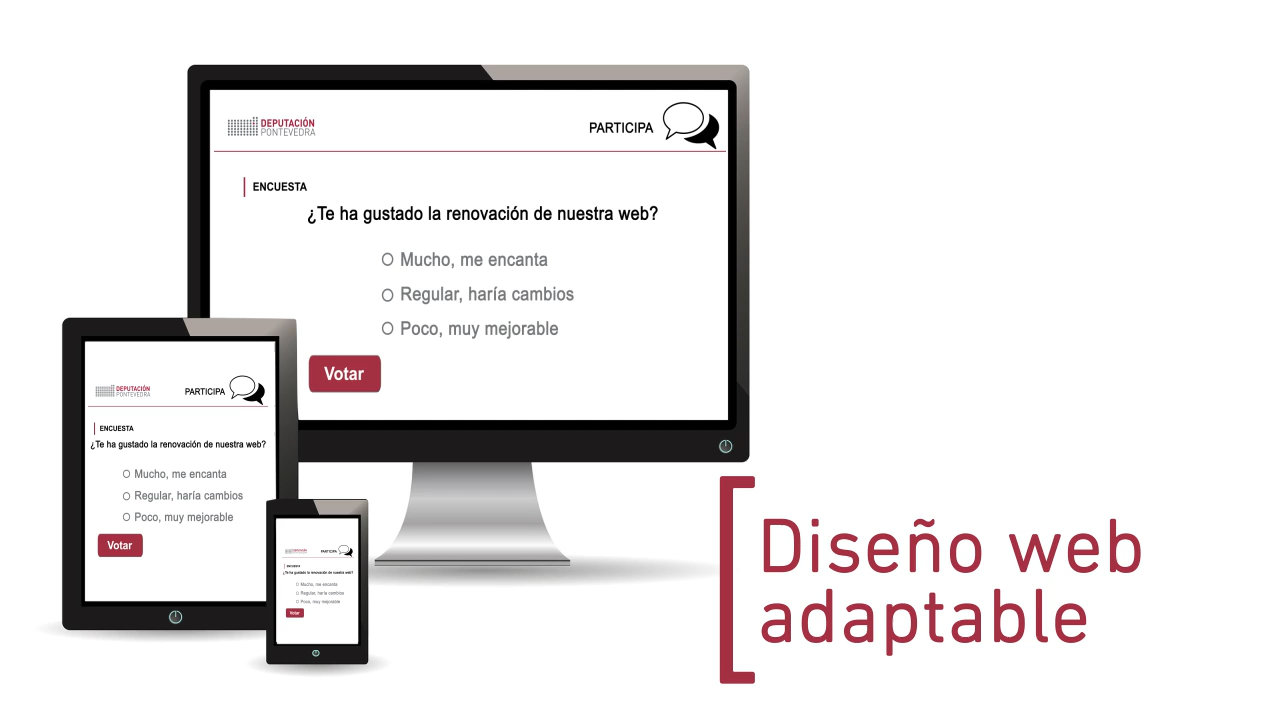 DEPUTACIÓN
PONTEVEDRA
PARTICIPA
ENCUESTA
¿Te ha gustado la renovación de nuestra web?
Mucho, me encanta
Regular, haría cambios
Poco, muy mejorable
Votar
DEPUTACIÓN
PONTEVEDRA
PARTICIPA
ENCUESTA
¿Te ha gustado la renovación de nuestra web?
Mucho, me encanta
Regular, haría cambios
Poco, muy mejorable
Votar
DEPUTACIÓN
PONTEVEDRA
PARTICIPA
ENCUESTA
¿Te ha gustado la renovación de nuestra web?
Mucho, me encanta
Regular, haría cambios
Poco, muy mejorable
Votar
Diseño web
adaptable